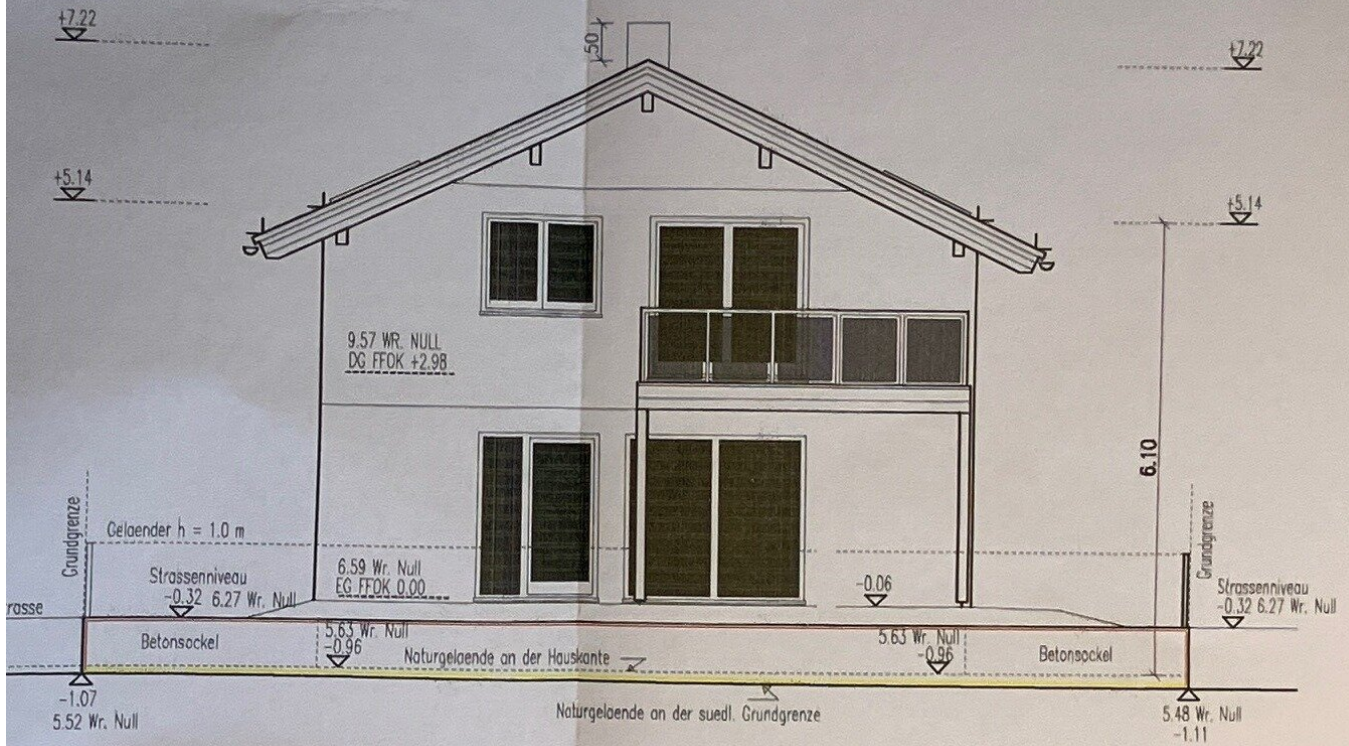 +7.22
.50
+7.22
+5.14
+5.14
9.57 WR. NULL
DG FFOK +2.98
6.10
Grundgrenze
Gelaender h = 1.0 m
Grundgrenze
6.59 Wr. Null
EG FFOK 0.00
Strassenniveau
-0.32 6.27 Wr. Null
-0.06
Strassenniveau
-0.32 6.27 Wr. Null
rasse
Betonsockel
5.63 Wr. Null
-0.96
Naturgelaende an der Hauskante
5.63 Wr. Null
-0.96
Betonsockel
-1.07
5.52 Wr. Null
Naturgelaende an der suedl. Grundgrenze
5.48 Wr. Null
-1.11